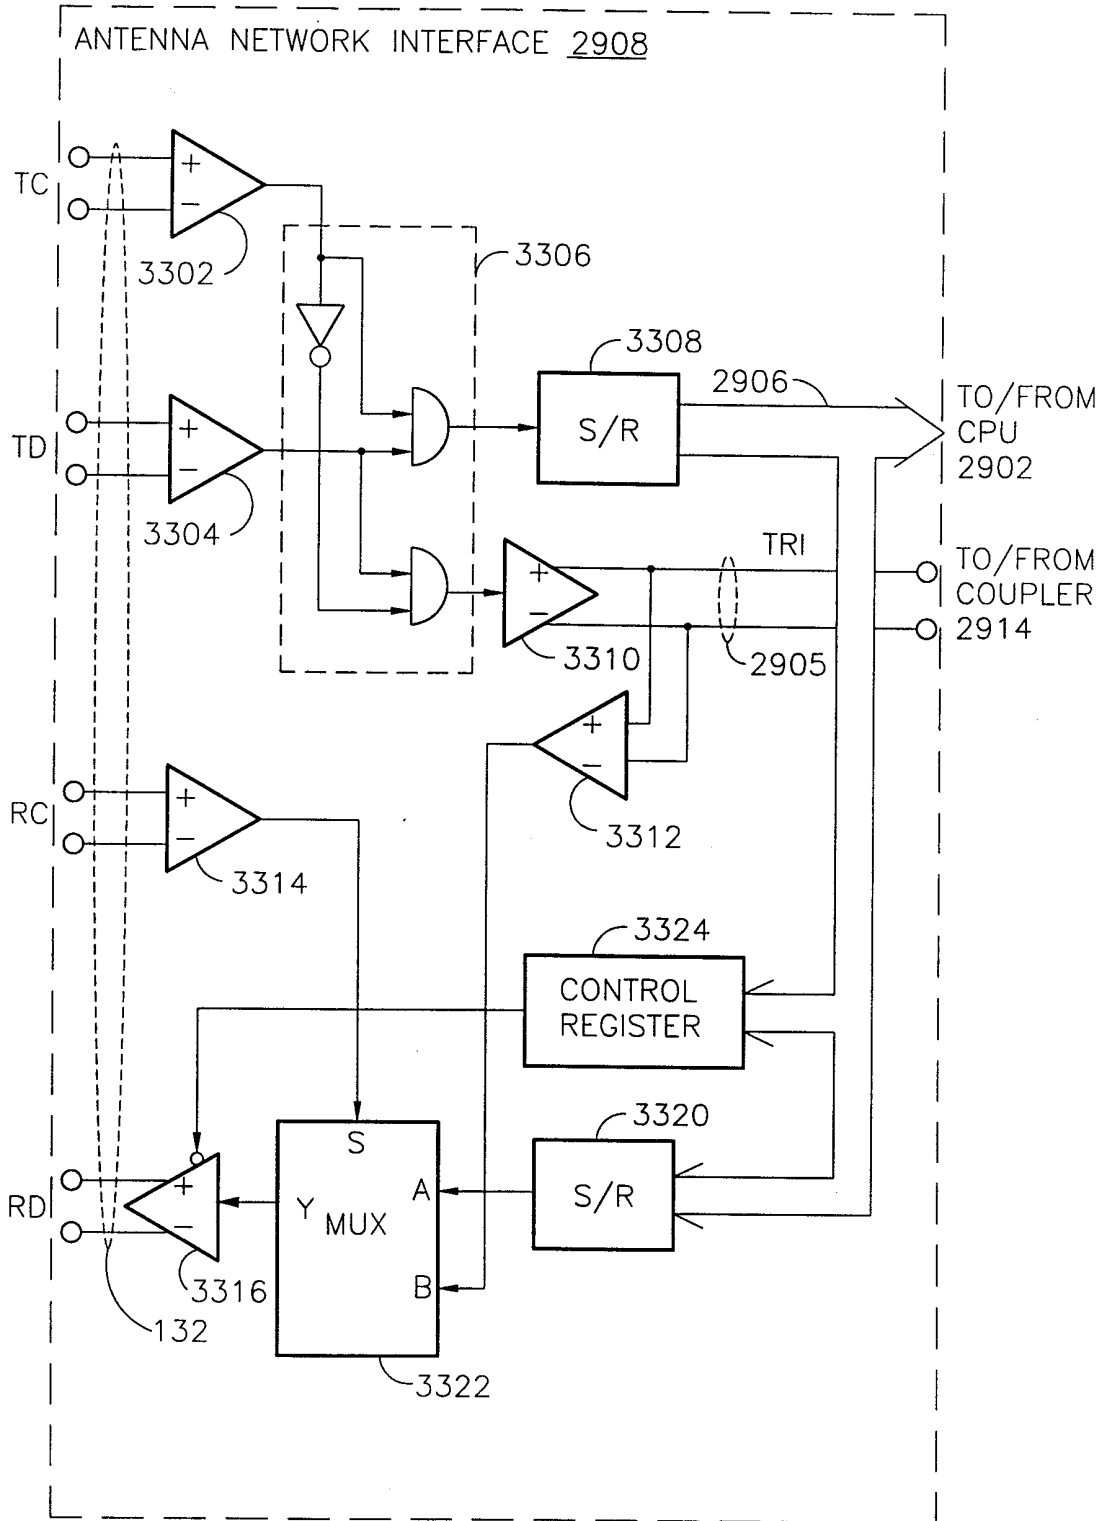 ANTENNA NETWORK INTERFACE 2908
TC
+
−
3302
3306
TD
+
−
3304
3308
S/R
2906
TO/FROM
CPU
2902
TRI
+
−
3310
2905
TO/FROM
COUPLER
2914
+
−
3312
RC
+
−
3314
3324
CONTROL
REGISTER
3320
S/R
S
A
Y
MUX
B
3322
RD
+
−
3316
132